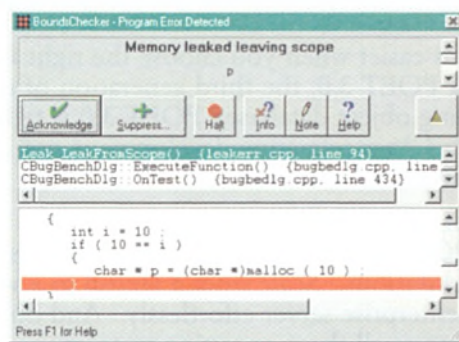 BoundsChecker - Program Error Detected
Memory leaked leaving scope
p
Acknowledge Suppress... Halt Info Note Help
Leak_LeakFromScope() {leakerr.cpp, line 94}
CBugBenchDlg::ExecuteFunction() {bugbedlg.cpp, line
CBugBenchDlg::OnTest() {bugbedlg.cpp, line 434}
{
int i = 10 ;
if ( 10 == i )
{
char * p = (char *)malloc ( 10 ) ;
}
}
Press F1 for Help